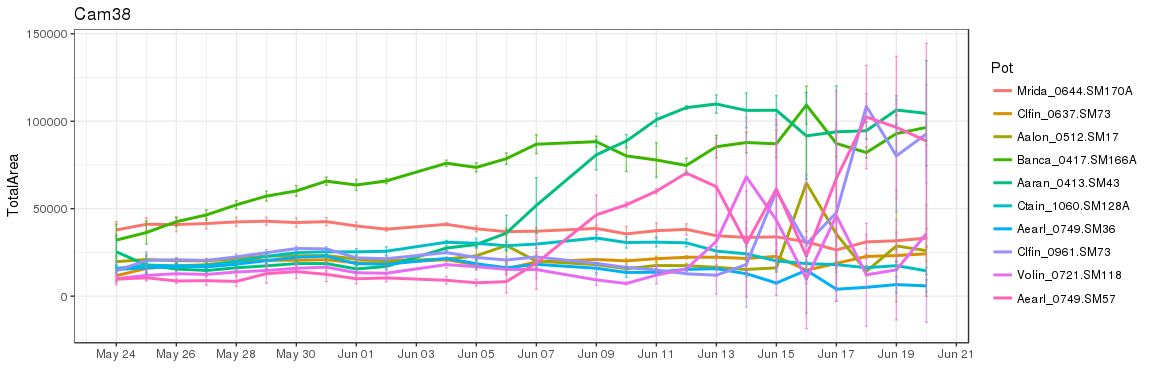 Cam38
150000
100000
50000
0
TotalArea
May 24 May 26 May 28 May 30 Jun 01 Jun 03 Jun 05 Jun 07 Jun 09 Jun 11 Jun 13 Jun 15 Jun 17 Jun 19 Jun 21
Pot
Mrida_0644.SM170A
Clfin_0637.SM73
Aalon_0512.SM17
Banca_0417.SM166A
Aaran_0413.SM43
Ctain_1060.SM128A
Aearl_0749.SM36
Clfin_0961.SM73
Volin_0721.SM118
Aearl_0749.SM57